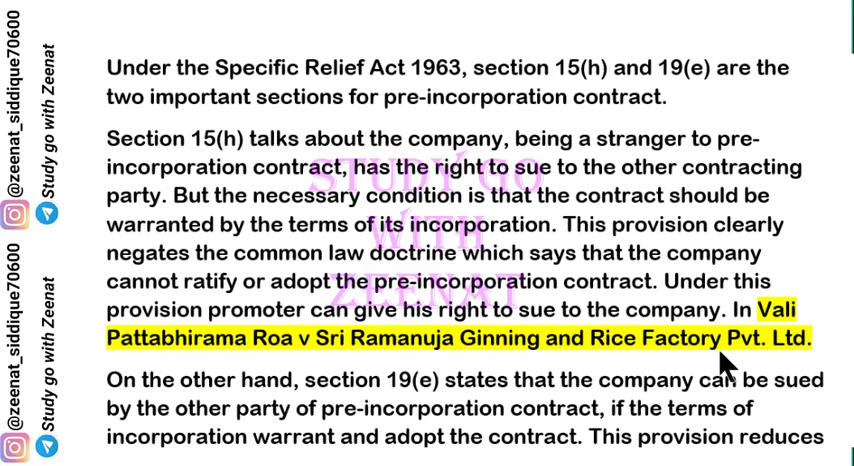 Under the Specific Relief Act 1963, section 15(h) and 19(e) are the
two important sections for pre-incorporation contract.
Section 15(h) talks about the company, being a stranger to pre-
incorporation contract, has the right to sue to the other contracting
party. But the necessary condition is that the contract should be
warranted by the terms of its incorporation. This provision clearly
negates the common law doctrine which says that the company
cannot ratify or adopt the pre-incorporation contract. Under this
provision promoter can give his right to sue to the company. In Vali
Pattabhirama Roa v Sri Ramanuja Ginning and Rice Factory Pvt. Ltd.
On the other hand, section 19(e) states that the company can be sued
by the other party of pre-incorporation contract, if the terms of
incorporation warrant and adopt the contract. This provision reduces
@zeenat_siddique70600
Study go with Zeenat
@zeenat_siddique70600
Study go with Zeenat
STUDY GO
WITH
ZEENAT